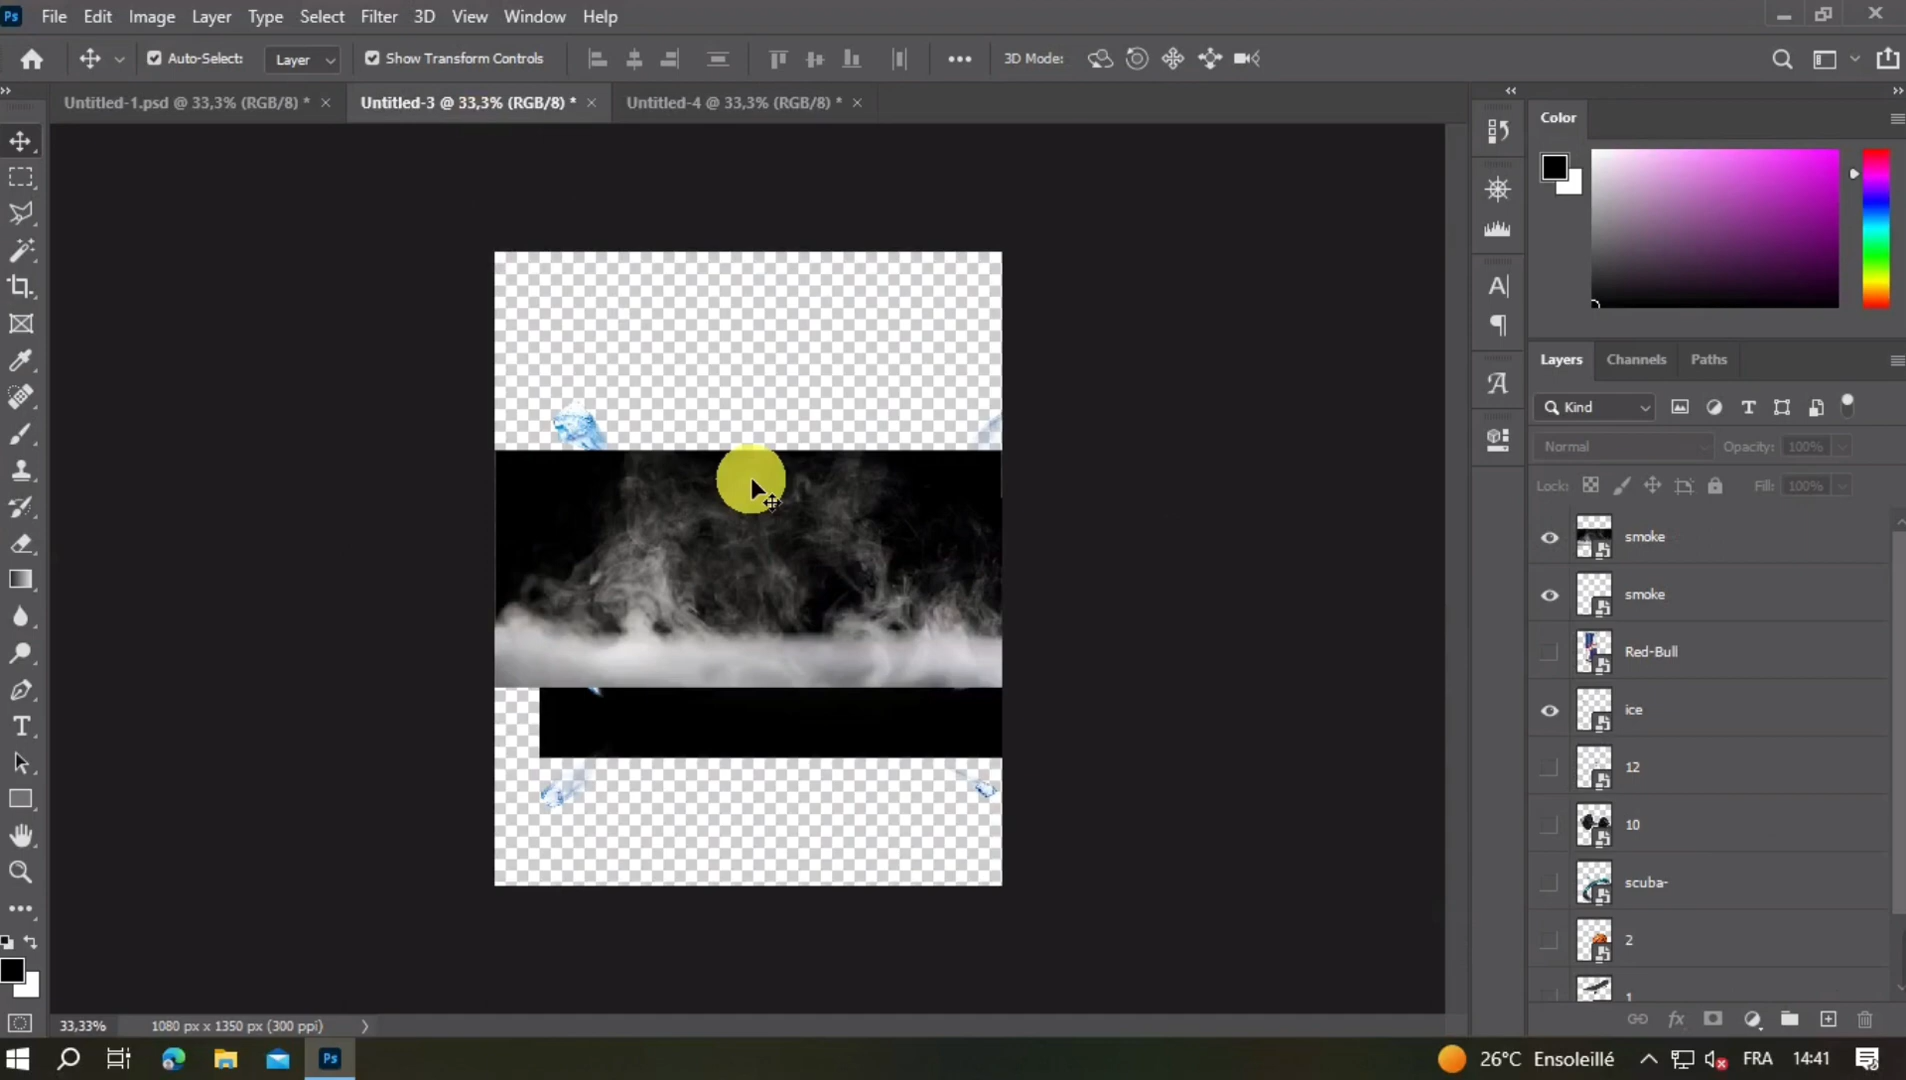 Ps File Edit Image Layer Type Select Filter 3D View Window Help
Auto-Select: Layer Show Transform Controls 3D Mode:
Untitled-1.psd @ 33,3% (RGB/8) * × Untitled-3 @ 33,3% (RGB/8) * × Untitled-4 @ 33,3% (RGB/8) * ×
Color
Layers Channels Paths
Kind
Normal Opacity: 100%
Lock: Fill: 100%
smoke
smoke
Red-Bull
ice
12
10
scuba-
2
1
33,33% 1080 px x 1350 px (300 ppi)
Ps 26°C Ensoleillé FRA 14:41